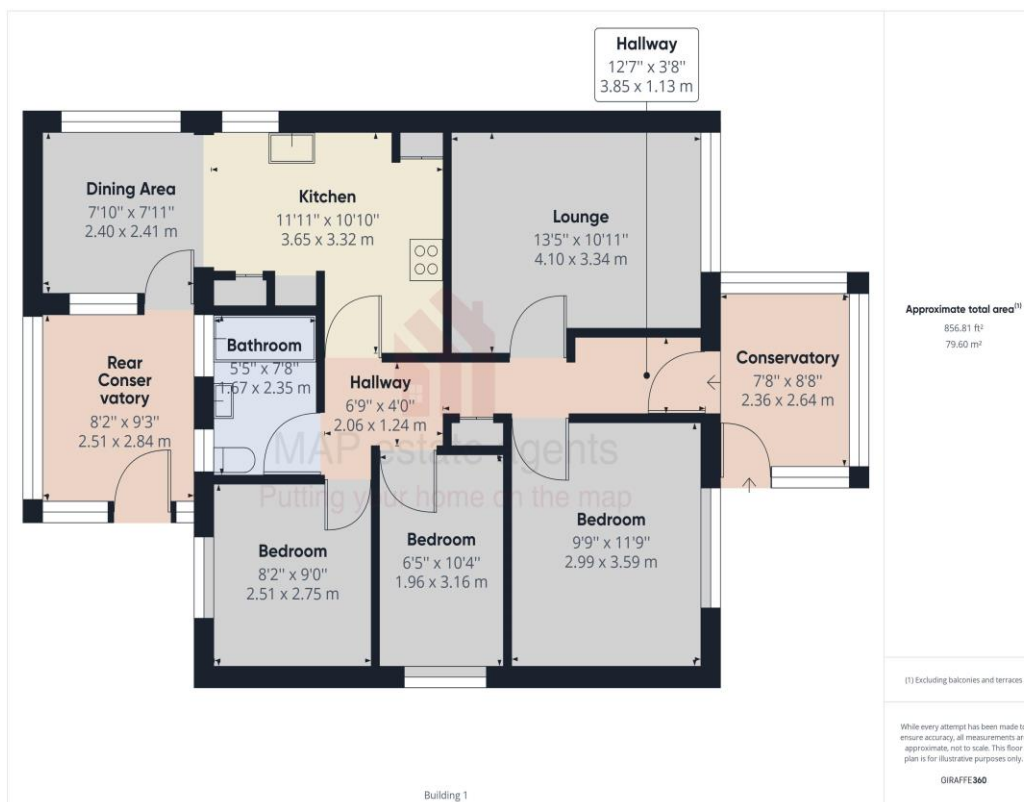 Hallway
12'7" x 3'8"
3.85 x 1.13 m
Dining Area
7'10" x 7'11"
2.40 x 2.41 m
Kitchen
11'11" x 10'10"
3.65 x 3.32 m
Lounge
13'5" x 10'11"
4.10 x 3.34 m
Rear
Conser
vatory
8'2" x 9'3"
2.51 x 2.84 m
Bathroom
5'5" x 7'8"
1.67 x 2.35 m
Hallway
6'9" x 4'0"
2.06 x 1.24 m
Conservatory
7'8" x 8'8"
2.36 x 2.64 m
MAP estate agents
Putting your home on the map
Bedroom
8'2" x 9'0"
2.51 x 2.75 m
Bedroom
6'5" x 10'4"
1.96 x 3.16 m
Bedroom
9'9" x 11'9"
2.99 x 3.59 m
Building 1
Approximate total area(1)
856.81 ft²
79.60 m²
(1) Excluding balconies and terraces
While every attempt has been made to
ensure accuracy, all measurements are
approximate, not to scale. This floor
plan is for illustrative purposes only.
GIRAFFE360